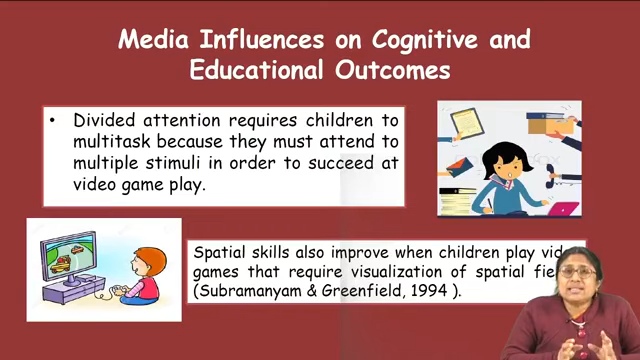 Media Influences on Cognitive and
Educational Outcomes
• Divided attention requires children to
multitask because they must attend to
multiple stimuli in order to succeed at
video game play.
Spatial skills also improve when children play
games that require visualization of spatial
(Subramanyam & Greenfield, 1994 ).